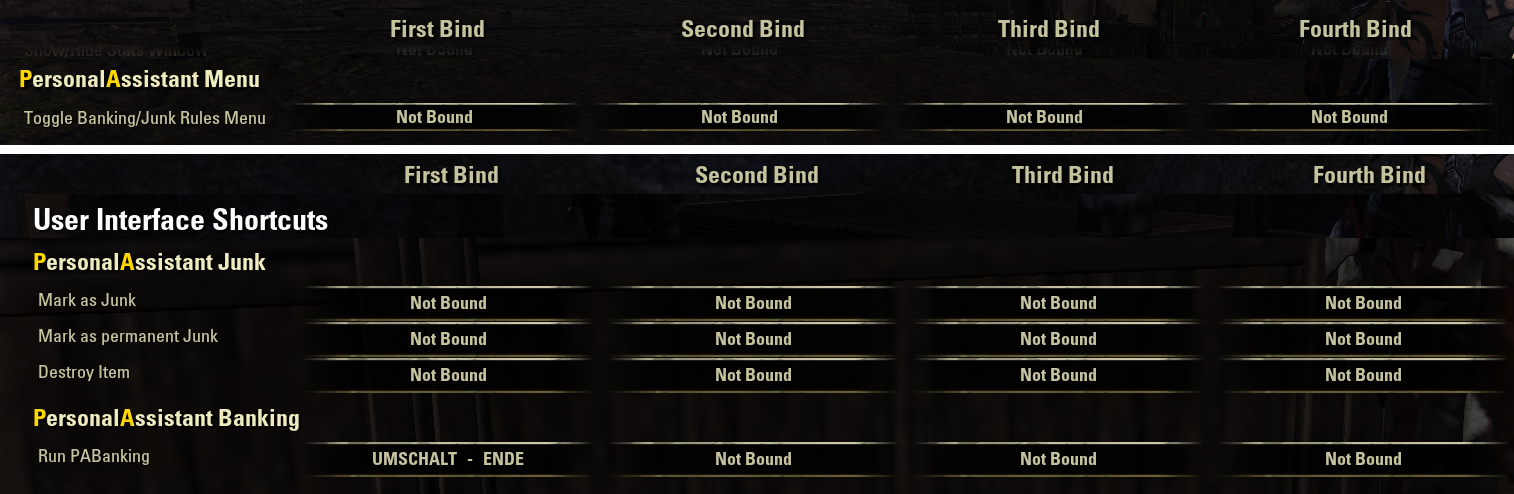 First Bind Second Bind Third Bind Fourth Bind
Show/Hide Stats Window Not Bound Not Bound Not Bound Not Bound
PersonalAssistant Menu
Toggle Banking/Junk Rules Menu Not Bound Not Bound Not Bound Not Bound
First Bind Second Bind Third Bind Fourth Bind
User Interface Shortcuts
PersonalAssistant Junk
Mark as Junk Not Bound Not Bound Not Bound Not Bound
Mark as permanent Junk Not Bound Not Bound Not Bound Not Bound
Destroy Item Not Bound Not Bound Not Bound Not Bound
PersonalAssistant Banking
Run PABanking UMSCHALT - ENDE Not Bound Not Bound Not Bound